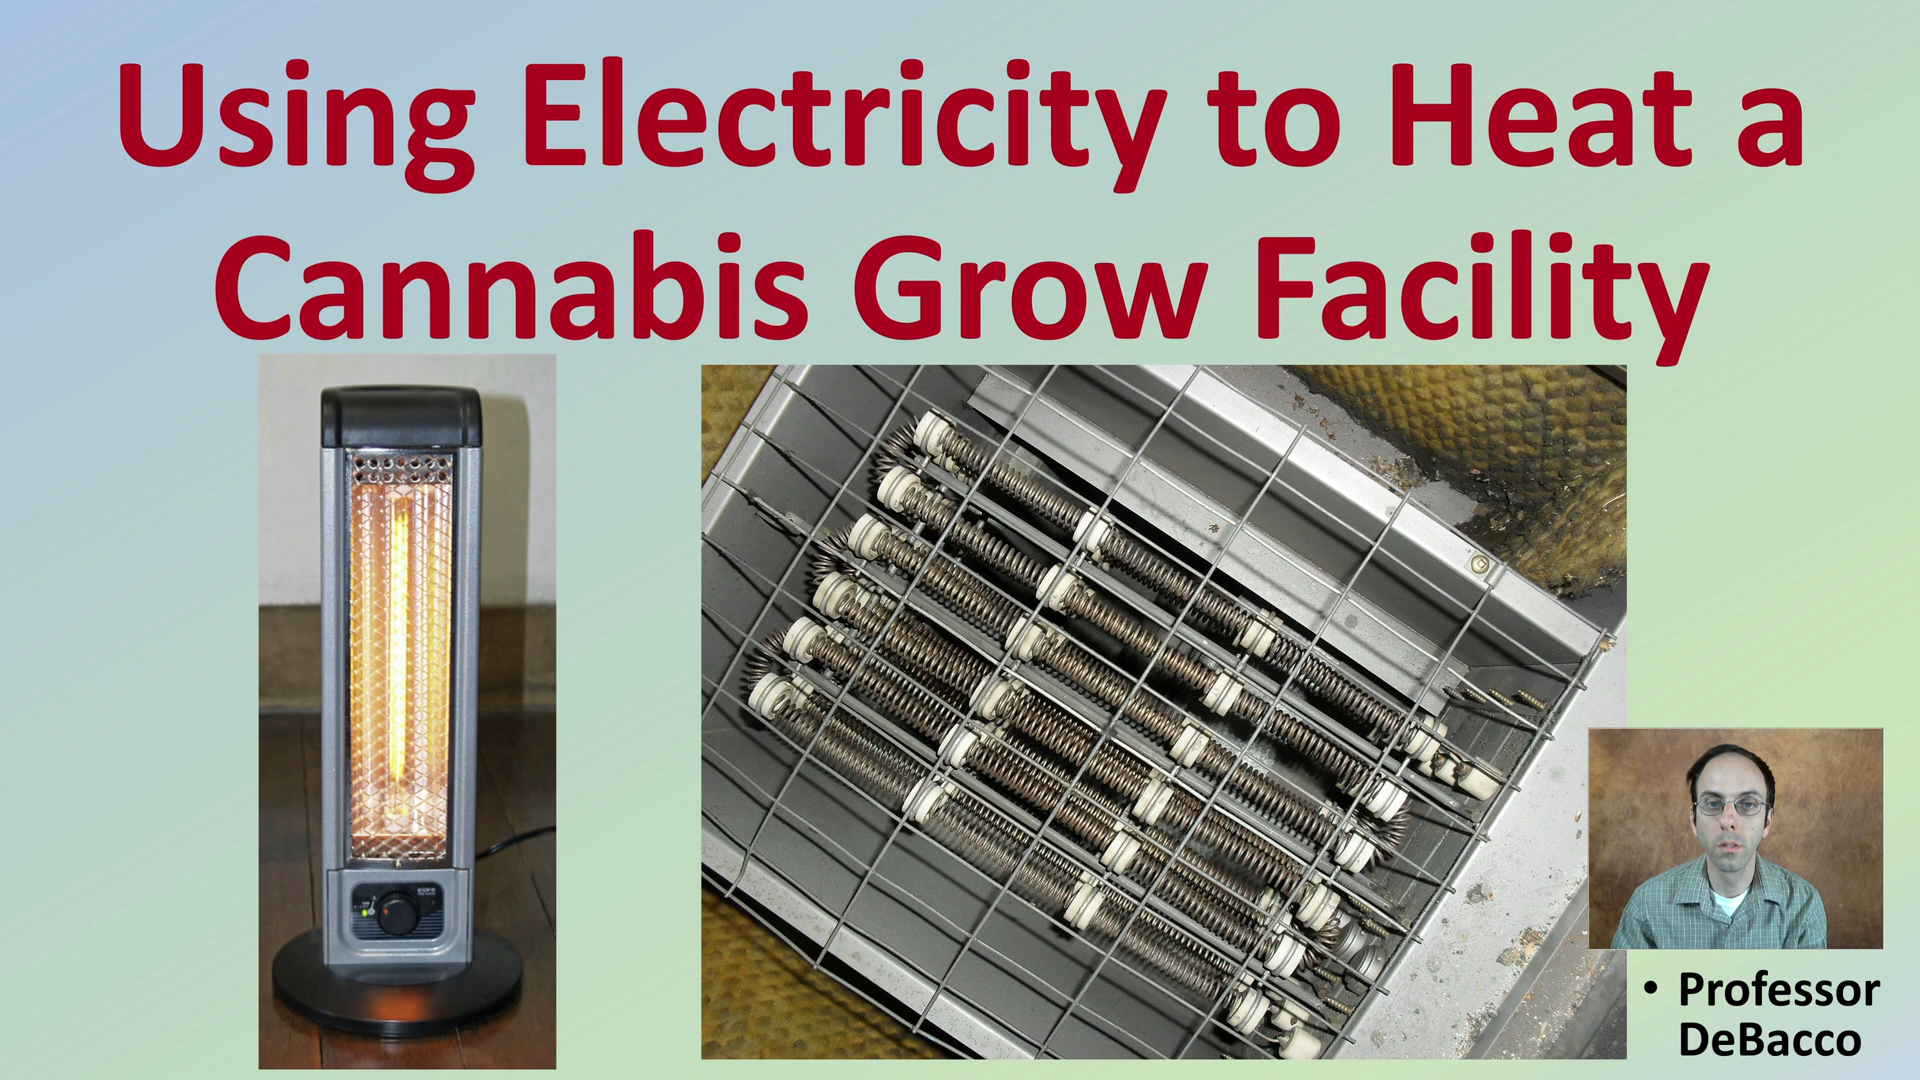 Using Electricity to Heat a
Cannabis Grow Facility
• Professor
DeBacco